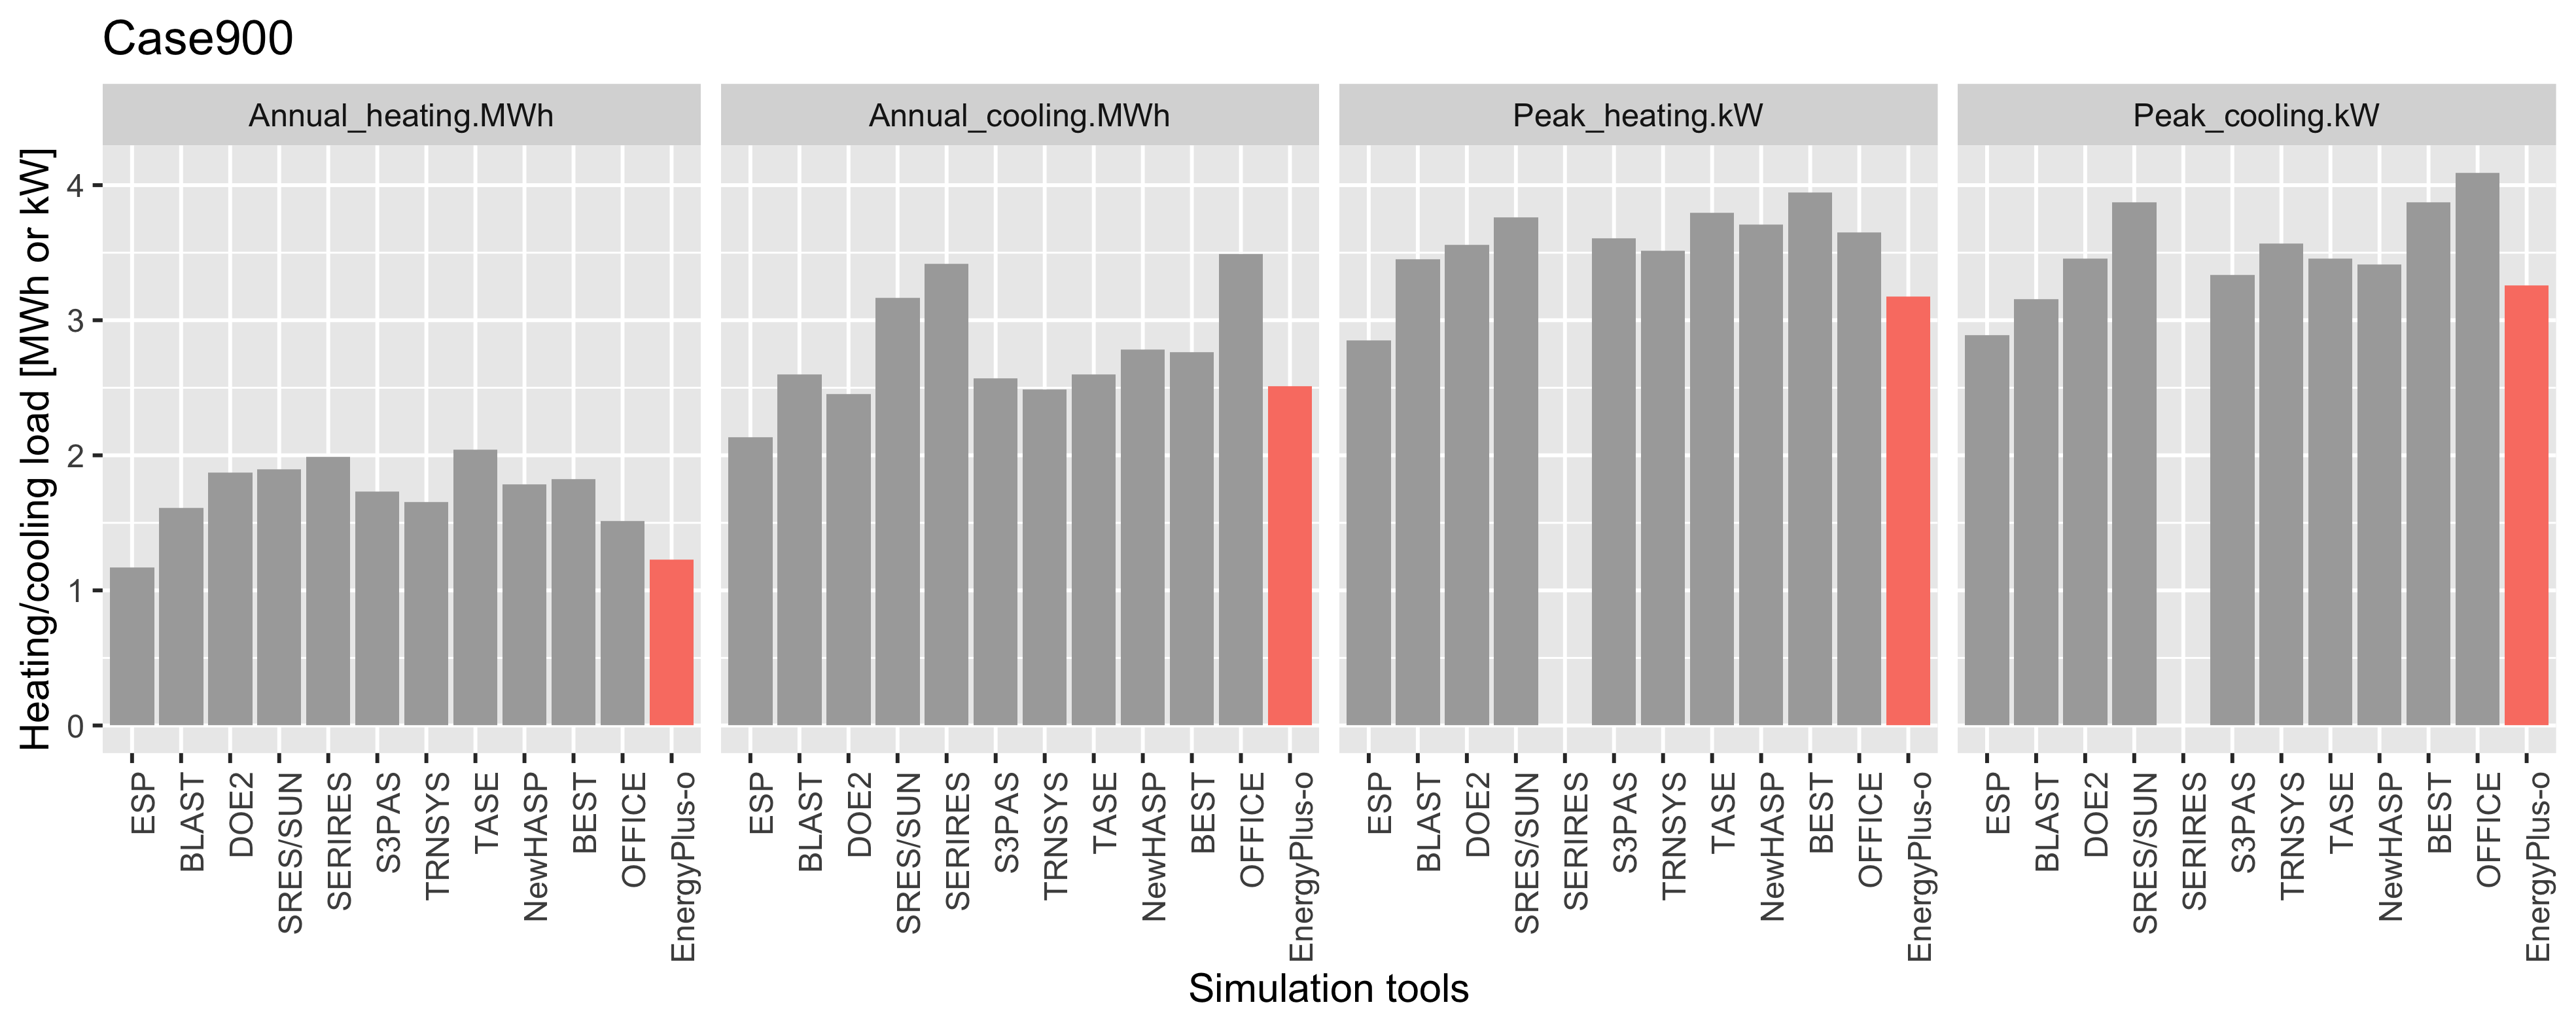 Case900
Annual_heating.MWh
Annual_cooling.MWh
Peak_heating.kW
Peak_cooling.kW
Heating/cooling load [MWh or kW]
4
3
2
1
0
ESP
BLAST
DOE2
SRES/SUN
SERIRES
S3PAS
TRNSYS
TASE
NewHASP
BEST
OFFICE
EnergyPlus-o
ESP
BLAST
DOE2
SRES/SUN
SERIRES
S3PAS
TRNSYS
TASE
NewHASP
BEST
OFFICE
EnergyPlus-o
ESP
BLAST
DOE2
SRES/SUN
SERIRES
S3PAS
TRNSYS
TASE
NewHASP
BEST
OFFICE
EnergyPlus-o
ESP
BLAST
DOE2
SRES/SUN
SERIRES
S3PAS
TRNSYS
TASE
NewHASP
BEST
OFFICE
EnergyPlus-o
Simulation tools